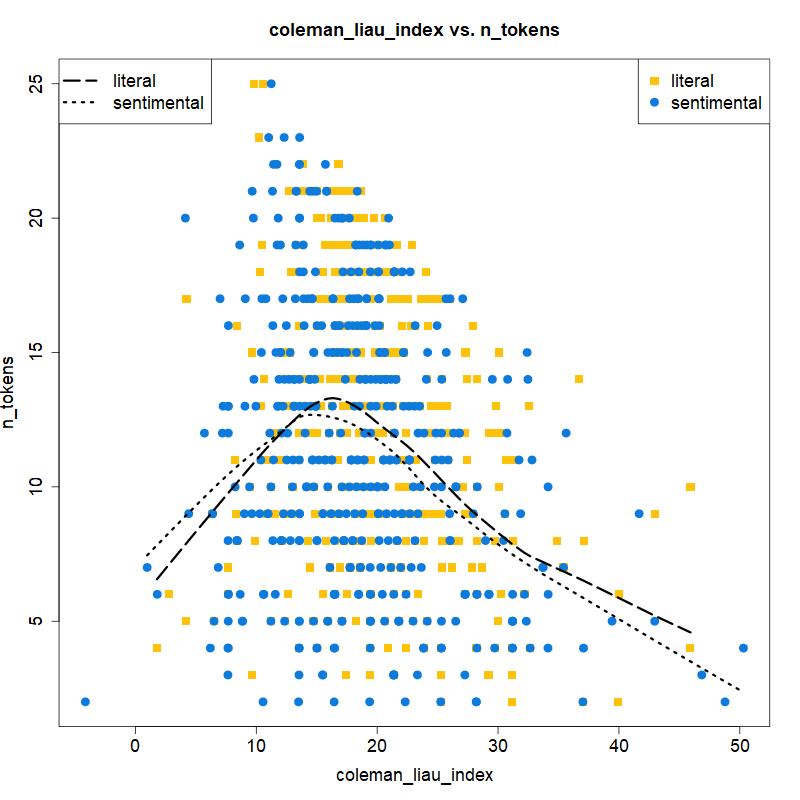 coleman_liau_index vs. n_tokens
literal
sentimental
literal
sentimental
25
20
15
10
5
n_tokens
0 10 20 30 40 50
coleman_liau_index